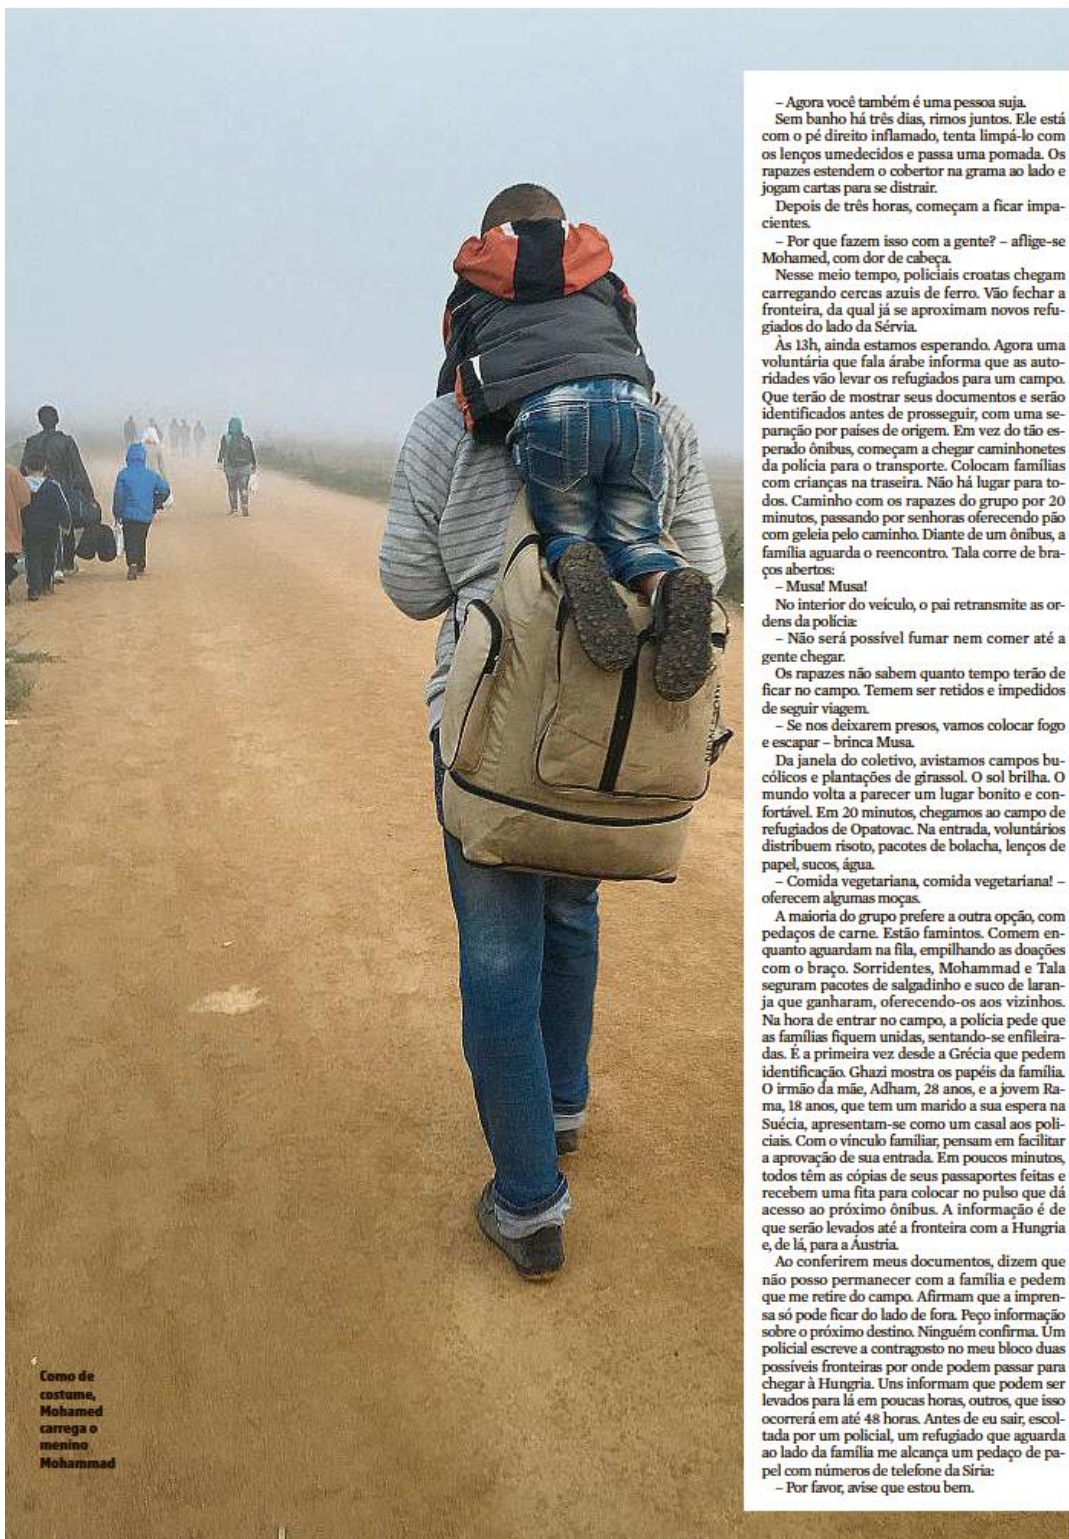 – Agora você também é uma pessoa suja.
Sem banho há três dias, rimos juntos. Ele está
com o pé direito inflamado, tenta limpá-lo com
os lenços umedecidos e passa uma pomada. Os
rapazes estendem o cobertor na grama ao lado e
jogam cartas para se distrair.
Depois de três horas, começam a ficar impa-
cientes.
– Por que fazem isso com a gente? – aflige-se
Mohamed, com dor de cabeça.
Nesse meio tempo, policiais croatas chegam
carregando cercas azuis de ferro. Vão fechar a
fronteira, da qual já se aproximam novos refu-
giados do lado da Sérvia.
Às 13h, ainda estamos esperando. Agora uma
voluntária que fala árabe informa que as auto-
ridades vão levar os refugiados para um campo.
Que terão de mostrar seus documentos e serão
identificados antes de prosseguir, com uma se-
paração por países de origem. Em vez do tão es-
perado ônibus, começam a chegar caminhonetes
da polícia para o transporte. Colocam famílias
com crianças na traseira. Não há lugar para to-
dos. Caminho com os rapazes do grupo por 20
minutos, passando por senhoras oferecendo pão
com geleia pelo caminho. Diante de um ônibus, a
família aguarda o reencontro. Tala corre de bra-
ços abertos:
– Musa! Musa!
No interior do veículo, o pai retransmite as or-
dens da polícia:
– Não será possível fumar nem comer até a
gente chegar.
Os rapazes não sabem quanto tempo terão de
ficar no campo. Temem ser retidos e impedidos
de seguir viagem.
– Se nos deixarem presos, vamos colocar fogo
e escapar – brinca Musa.
Da janela do coletivo, avistamos campos bu-
cólicos e plantações de girassol. O sol brilha. O
mundo volta a parecer um lugar bonito e con-
fortável. Em 20 minutos, chegamos ao campo de
refugiados de Opatovac. Na entrada, voluntários
distribuem risoto, pacotes de bolacha, lenços de
papel, sucos, água.
– Comida vegetariana, comida vegetariana! –
oferecem algumas moças.
A maioria do grupo prefere a outra opção, com
pedaços de carne. Estão famintos. Comem en-
quanto aguardam na fila, empilhando as doações
com o braço. Sorridentes, Mohammad e Tala
seguram pacotes de salgadinho e suco de laran-
ja que ganharam, oferecendo-os aos vizinhos.
Na hora de entrar no campo, a polícia pede que
as famílias fiquem unidas, sentando-se enfileira-
das. É a primeira vez desde a Grécia que pedem
identificação. Ghazi mostra os papéis da família.
O irmão da mãe, Adham, 28 anos, e a jovem Ra-
ma, 18 anos, que tem um marido a sua espera na
Suécia, apresentam-se como um casal aos poli-
ciais. Com o vínculo familiar, pensam em facilitar
a aprovação de sua entrada. Em poucos minutos,
todos têm as cópias de seus passaportes feitas e
recebem uma fita para colocar no pulso que dá
acesso ao próximo ônibus. A informação é de
que serão levados até a fronteira com a Hungria
e, de lá, para a Áustria.
Ao conferirem meus documentos, dizem que
não posso permanecer com a família e pedem
que me retire do campo. Afirmam que a impren-
sa só pode ficar do lado de fora. Peço informação
sobre o próximo destino. Ninguém confirma. Um
policial escreve a contragosto no meu bloco duas
possíveis fronteiras por onde podem passar para
chegar à Hungria. Uns informam que podem ser
levados para lá em poucas horas, outros, que isso
ocorrerá em até 48 horas. Antes de eu sair, escol-
tada por um policial, um refugiado que aguarda
ao lado da família me alcança um pedaço de pa-
pel com números de telefone da Síria:
– Por favor, avise que estou bem.
Como de
costume,
Mohamed
carrega o
menino
Mohammad